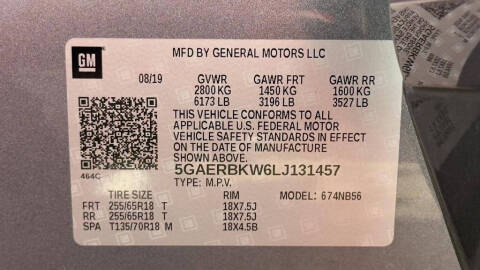 GM
MFD BY GENERAL MOTORS LLC
08/19 GVWR GAWR FRT GAWR RR
2800 KG 1450 KG 1600 KG
6173 LB 3196 LB 3527 LB
THIS VEHICLE CONFORMS TO ALL
APPLICABLE U.S. FEDERAL MOTOR
VEHICLE SAFETY STANDARDS IN EFFECT
ON THE DATE OF MANUFACTURE
SHOWN ABOVE.
464C 5GAERBKW6LJ131457
TYPE: M.P.V.
TIRE SIZE RIM MODEL: 674NB56
FRT 255/65R18 T 18X7.5J
RR 255/65R18 T 18X7.5J
SPA T135/70R18 M 18X4.5B